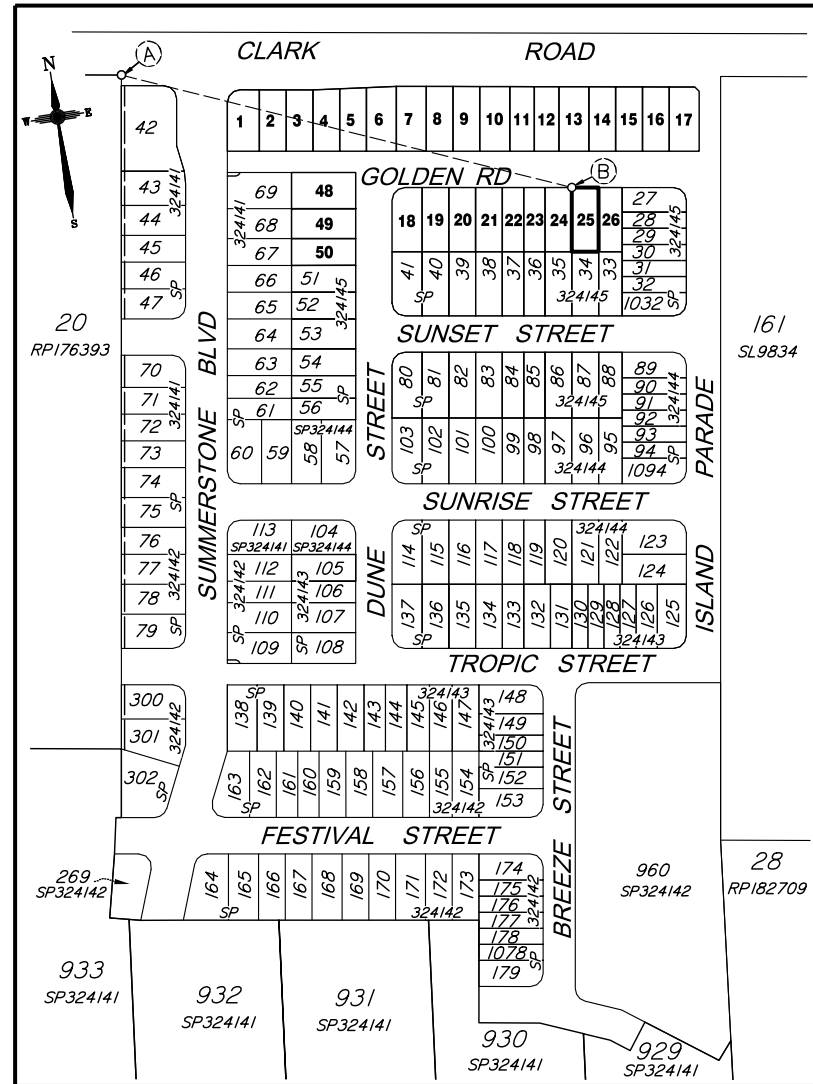 CLARK ROAD
A
N
W E
S
42
43
44
45
46
47
SP 324141
1 2 3 4 5 6 7 8 9 10 11 12 13 14 15 16 17
GOLDEN RD
B
69
68
67
324141
48
49
50
18 19 20 21 22 23 24 25 26
27
28
29
30
31
32
1032
SP 324145
41 40 39 38 37 36 35 34 33
SP 324145
66
65
64
63
62
61
SP
51
52
53
54
55
56
SP 324145
SP324144
60 59 58 57
20
RP176393
161
SL9834
SUMMERSTONE BLVD
DUNE STREET
SUNSET STREET
ISLAND PARADE
70
71
72
73
74
75
SP 324141
80 81 82 83 84 85 86 87 88
SP 324145
89
90
91
92
93
94
1094
SP 324144
103 102 101 100 99 98 97 96 95
SP 324144
SUNRISE STREET
76
77
78
79
SP 324142
113
SP324141
104
SP324144
112
111
110
109
SP 324142
105
106
107
108
SP 324143
114 115 116 117 118 119 120 121 122
SP 324144
123
124
137 136 135 134 133 132 131 130 129 128 127 126 125
SP 324143
TROPIC STREET
300
301
302
SP 324142
138 139 140 141 142 143 144 145 146 147
SP 324143
148
149
150
151
152
153
SP 324143
163 162 161 160 159 158 157 156 155 154
SP 324142
BREEZE STREET
FESTIVAL STREET
269
SP324142
164 165 166 167 168 169 170 171 172 173
SP 324142
174
175
176
177
178
1078
179
SP 324142
960
SP324142
28
RP182709
933
SP324141
932
SP324141
931
SP324141
930
SP324141
929
SP324141